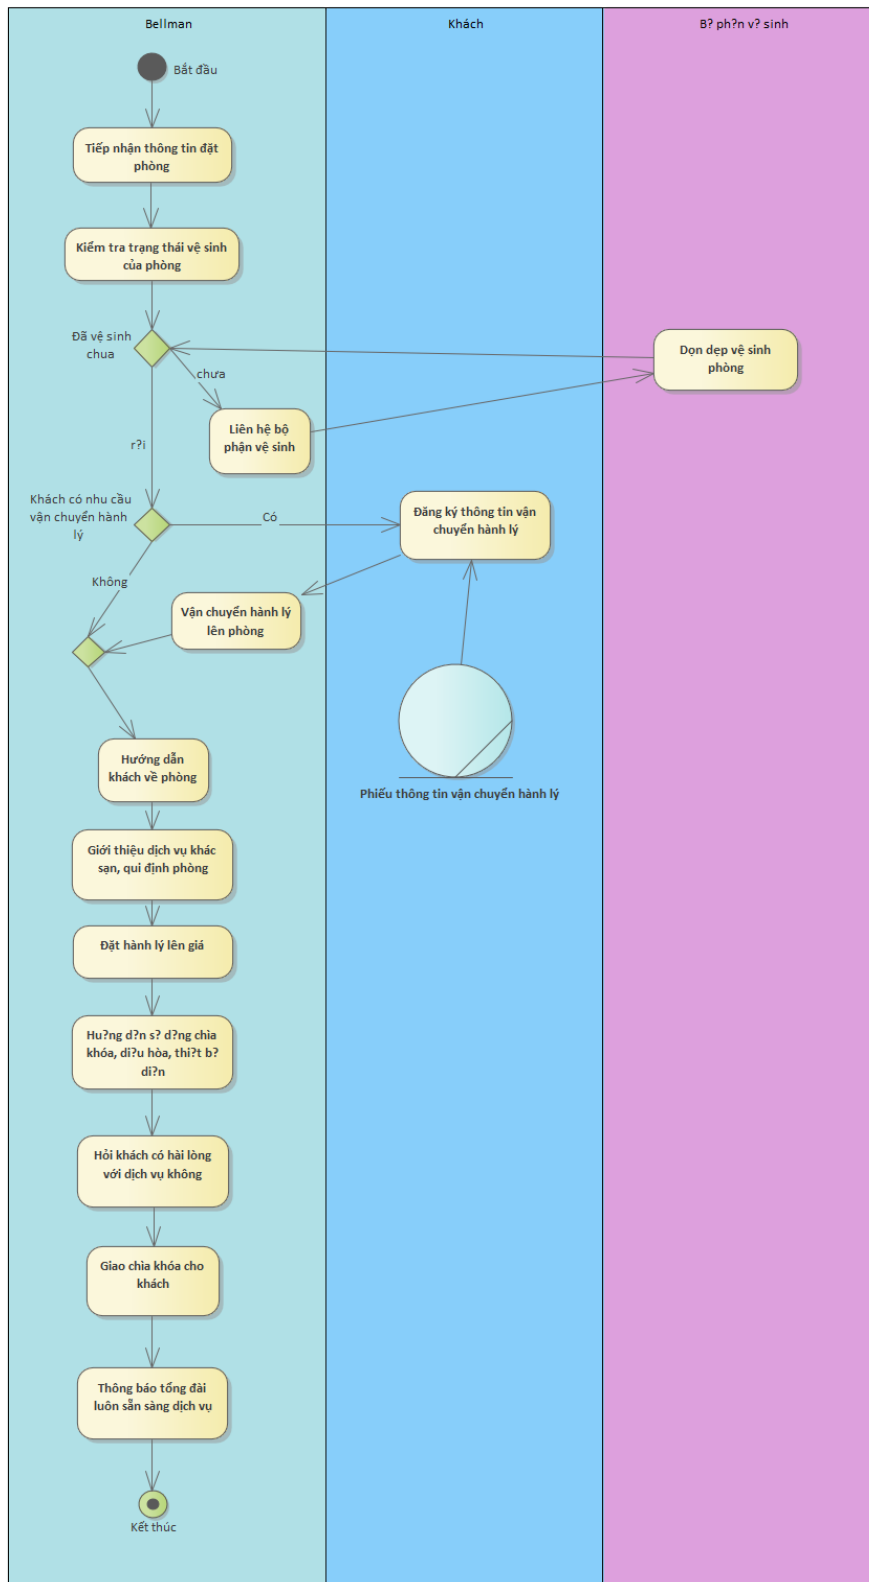 Bellman
Khách
B? ph?n v? sinh
Bắt đầu
Tiếp nhận thông tin đặt
phòng
Kiểm tra trạng thái vệ sinh
của phòng
Đã vệ sinh
chua
Dọn dẹp vệ sinh
phòng
chưa
Liên hệ bộ
phận vệ sinh
r?i
Khách có nhu cầu
vận chuyển hành
lý
Có
Đăng ký thông tin vận
chuyển hành lý
Không
Vận chuyển hành lý
lên phòng
Hướng dẫn
khách về phòng
Phiếu thông tin vận chuyển hành lý
Giới thiệu dịch vụ khác
sạn, qui định phòng
Đặt hành lý lên giá
Hu?ng d?n s? d?ng chìa
khóa, di?u hòa, thi?t b?
di?n
Hỏi khách có hài lòng
với dịch vụ không
Giao chìa khóa cho
khách
Thông báo tổng đài
luôn sẵn sàng dịch vụ
Kết thúc